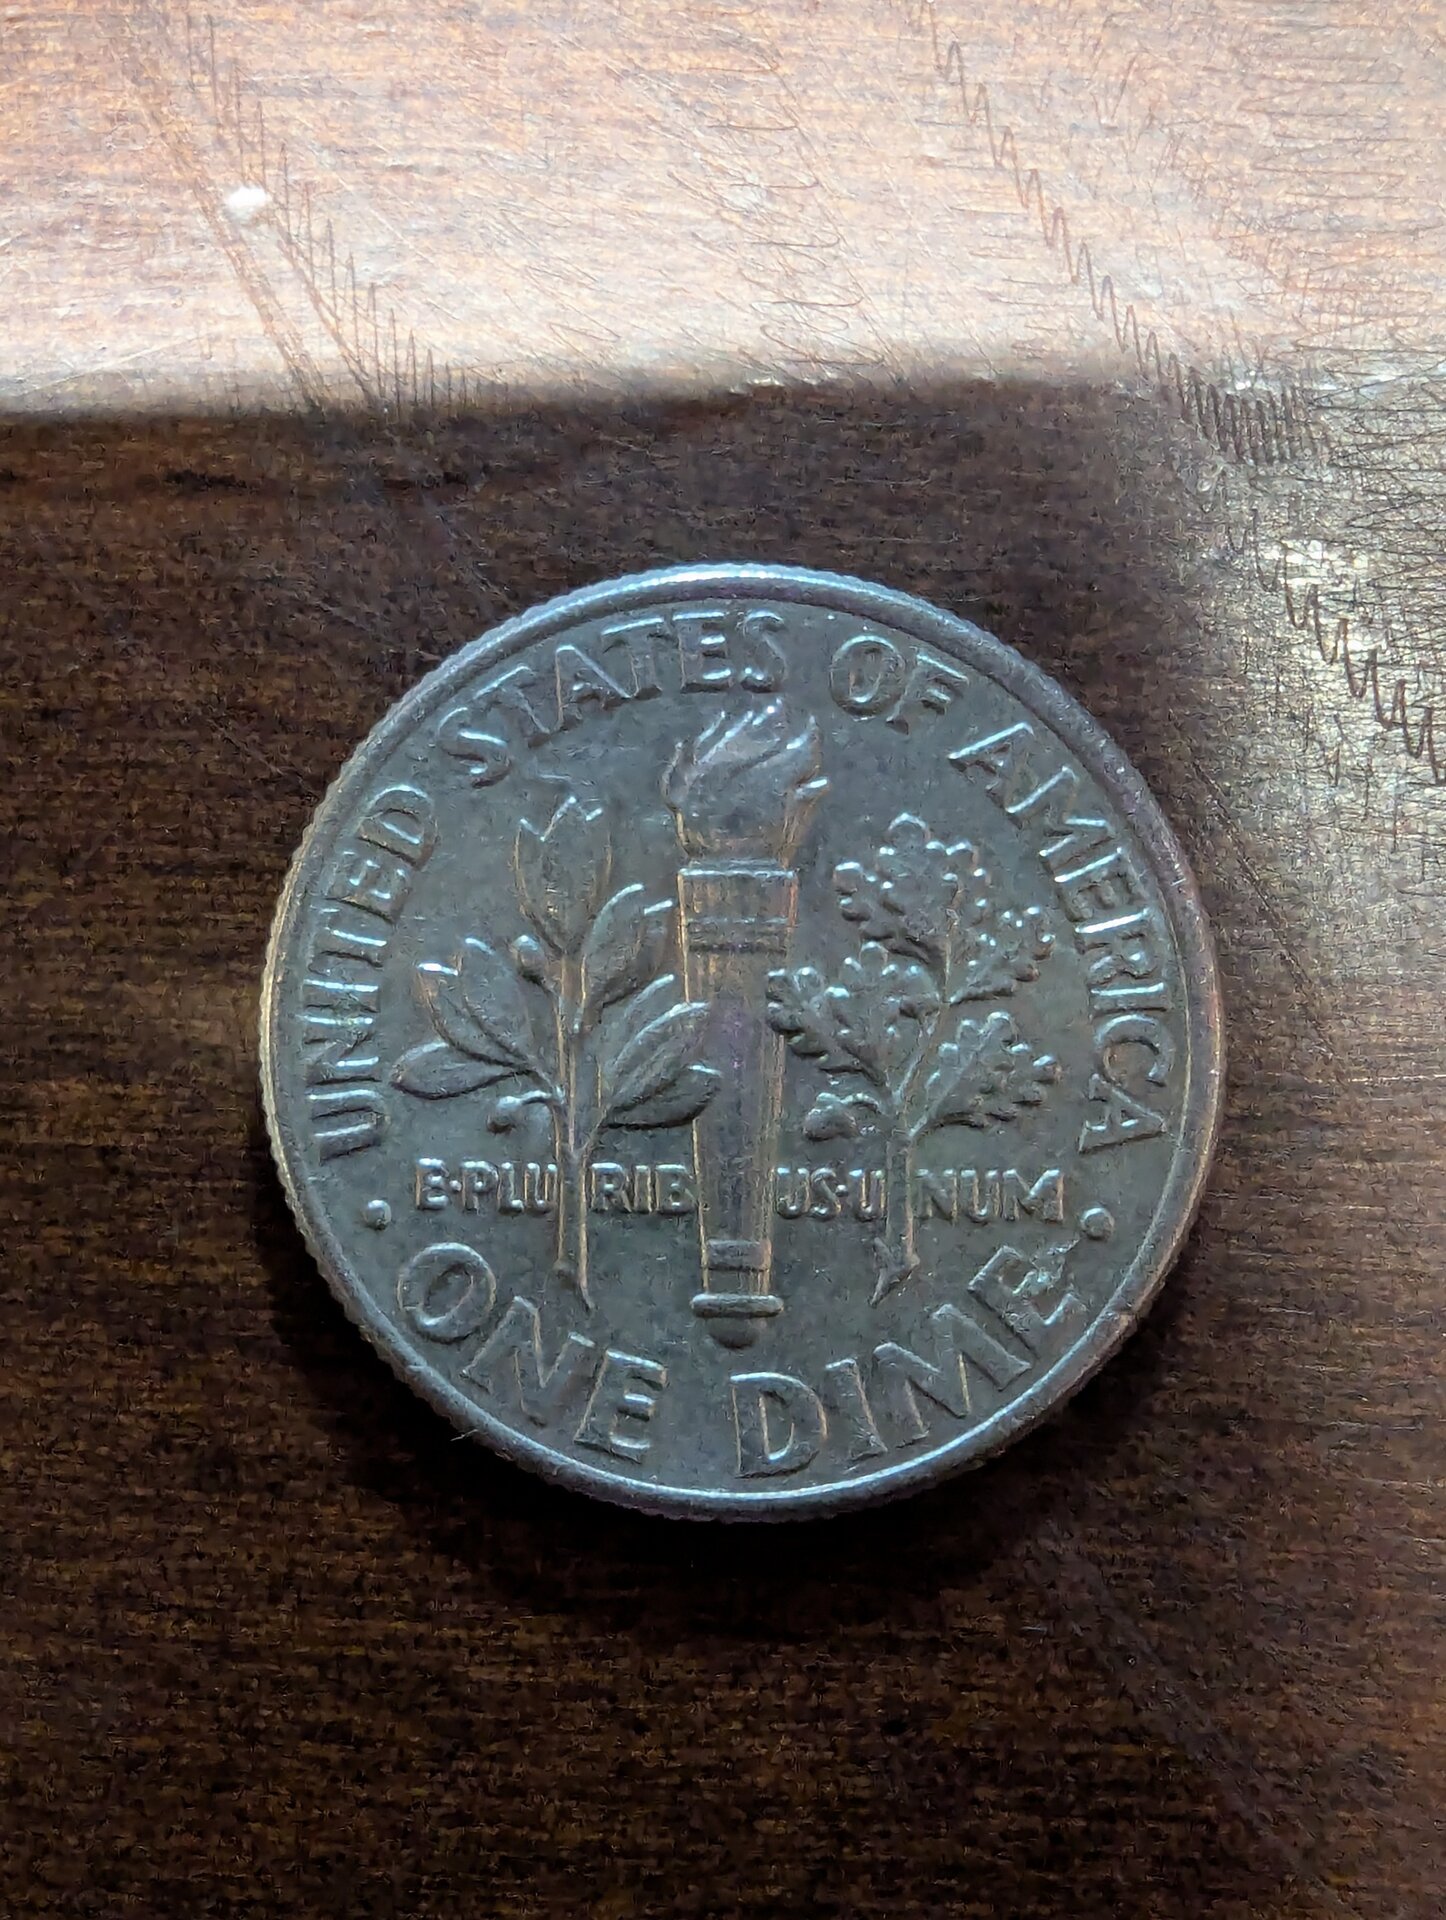 UNITED STATES OF AMERICA
E·PLURIBUS·UNUM
· ONE DIME ·